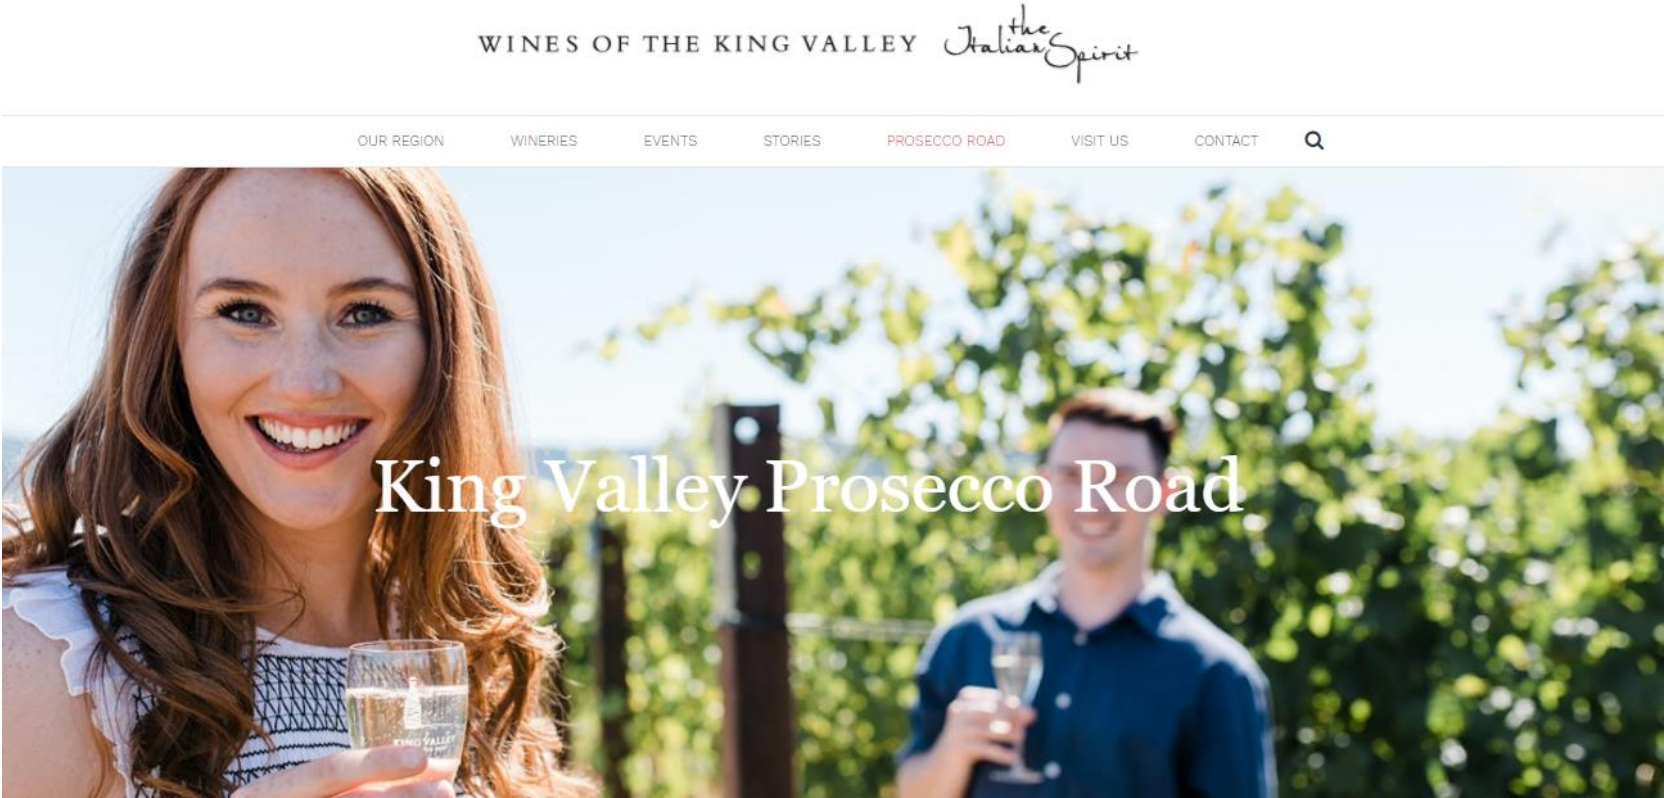 WINES OF THE KING VALLEY the Italian Spirit
OUR REGION WINERIES EVENTS STORIES PROSECCO ROAD VISIT US CONTACT
King Valley Prosecco Road
KING VALLEY